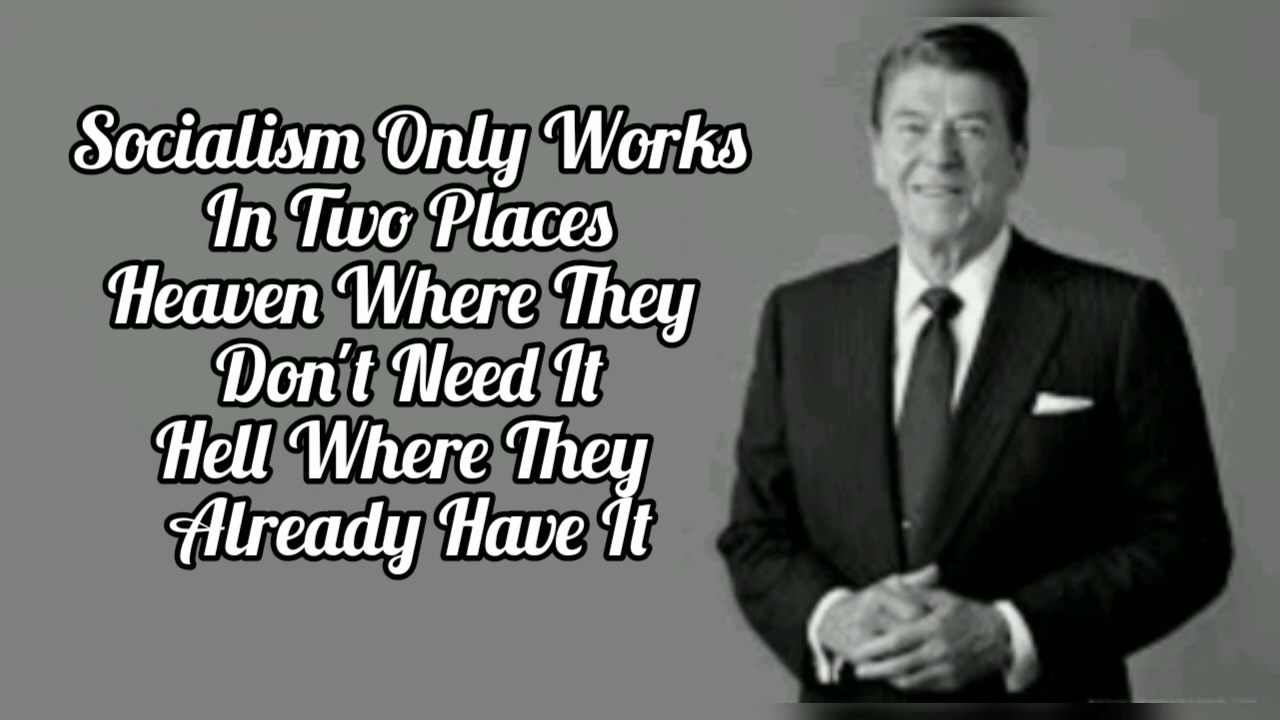 Socialism Only Works
In Two Places
Heaven Where They
Don't Need It
Hell Where They
Already Have It